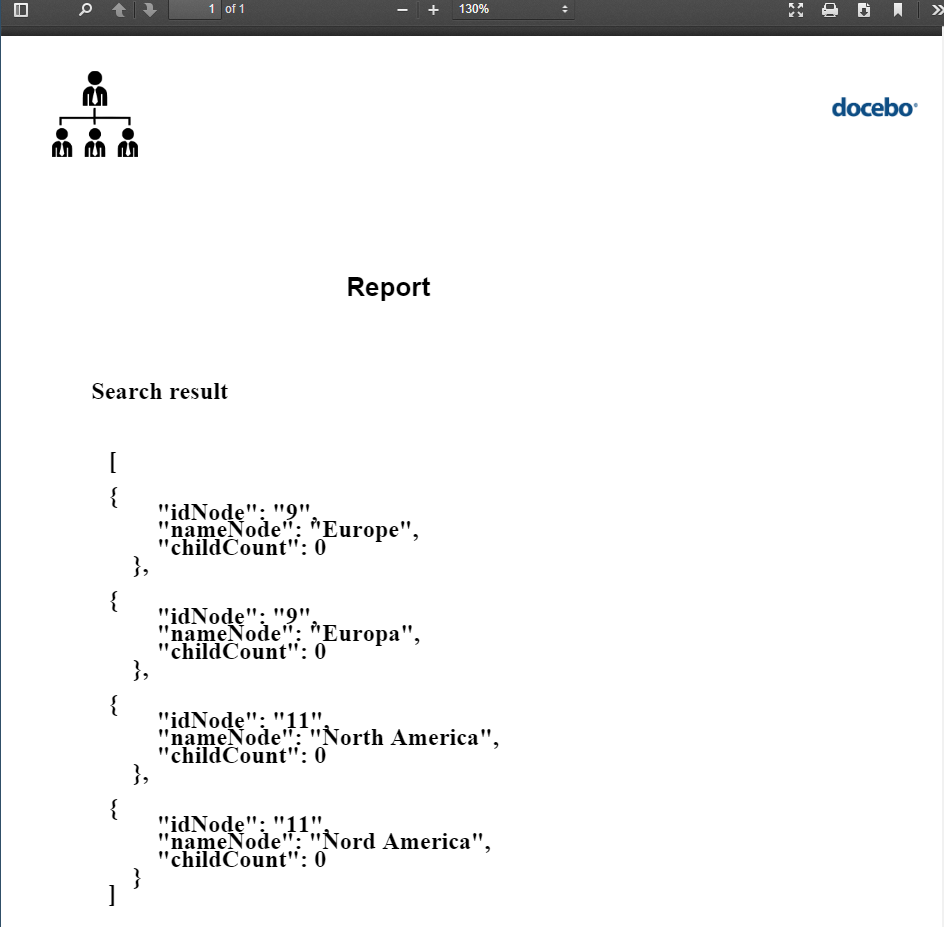 1 of 1
130%
docebo®
Report
Search result
[
{
"idNode": "9",
"nameNode": "Europe",
"childCount": 0
},
{
"idNode": "9",
"nameNode": "Europa",
"childCount": 0
},
{
"idNode": "11",
"nameNode": "North America",
"childCount": 0
},
{
"idNode": "11",
"nameNode": "Nord America",
"childCount": 0
}
]